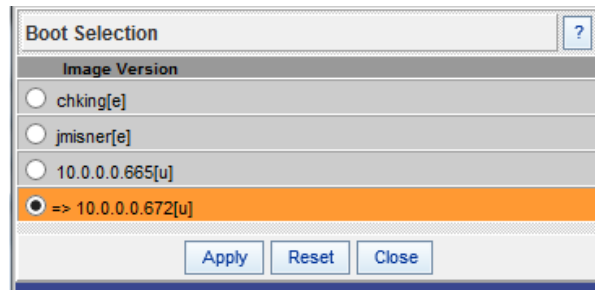 Boot Selection
?
Image Version
chking[e]
jmisner[e]
10.0.0.0.665[u]
=> 10.0.0.0.672[u]
Apply Reset Close